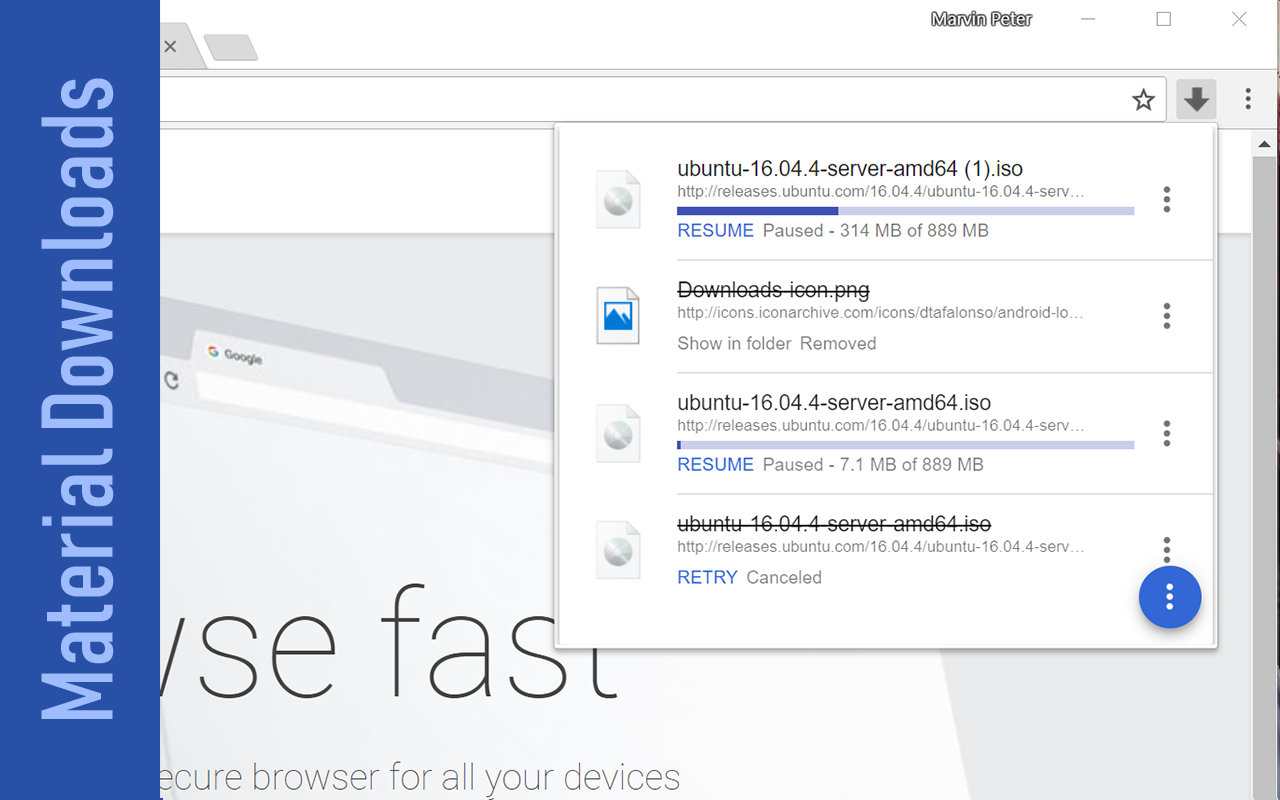 Material Downloads
Marvin Peter
ubuntu-16.04.4-server-amd64 (1).iso
http://releases.ubuntu.com/16.04.4/ubuntu-16.04.4-serv…
RESUME Paused - 314 MB of 889 MB
Downloads-icon.png
http://icons.iconarchive.com/icons/dtafalonso/android-lo…
Show in folder Removed
ubuntu-16.04.4-server-amd64.iso
http://releases.ubuntu.com/16.04.4/ubuntu-16.04.4-serv…
RESUME Paused - 7.1 MB of 889 MB
ubuntu-16.04.4-server-amd64.iso
http://releases.ubuntu.com/16.04.4/ubuntu-16.04.4-serv…
RETRY Canceled
Google
wse fast
ecure browser for all your devices